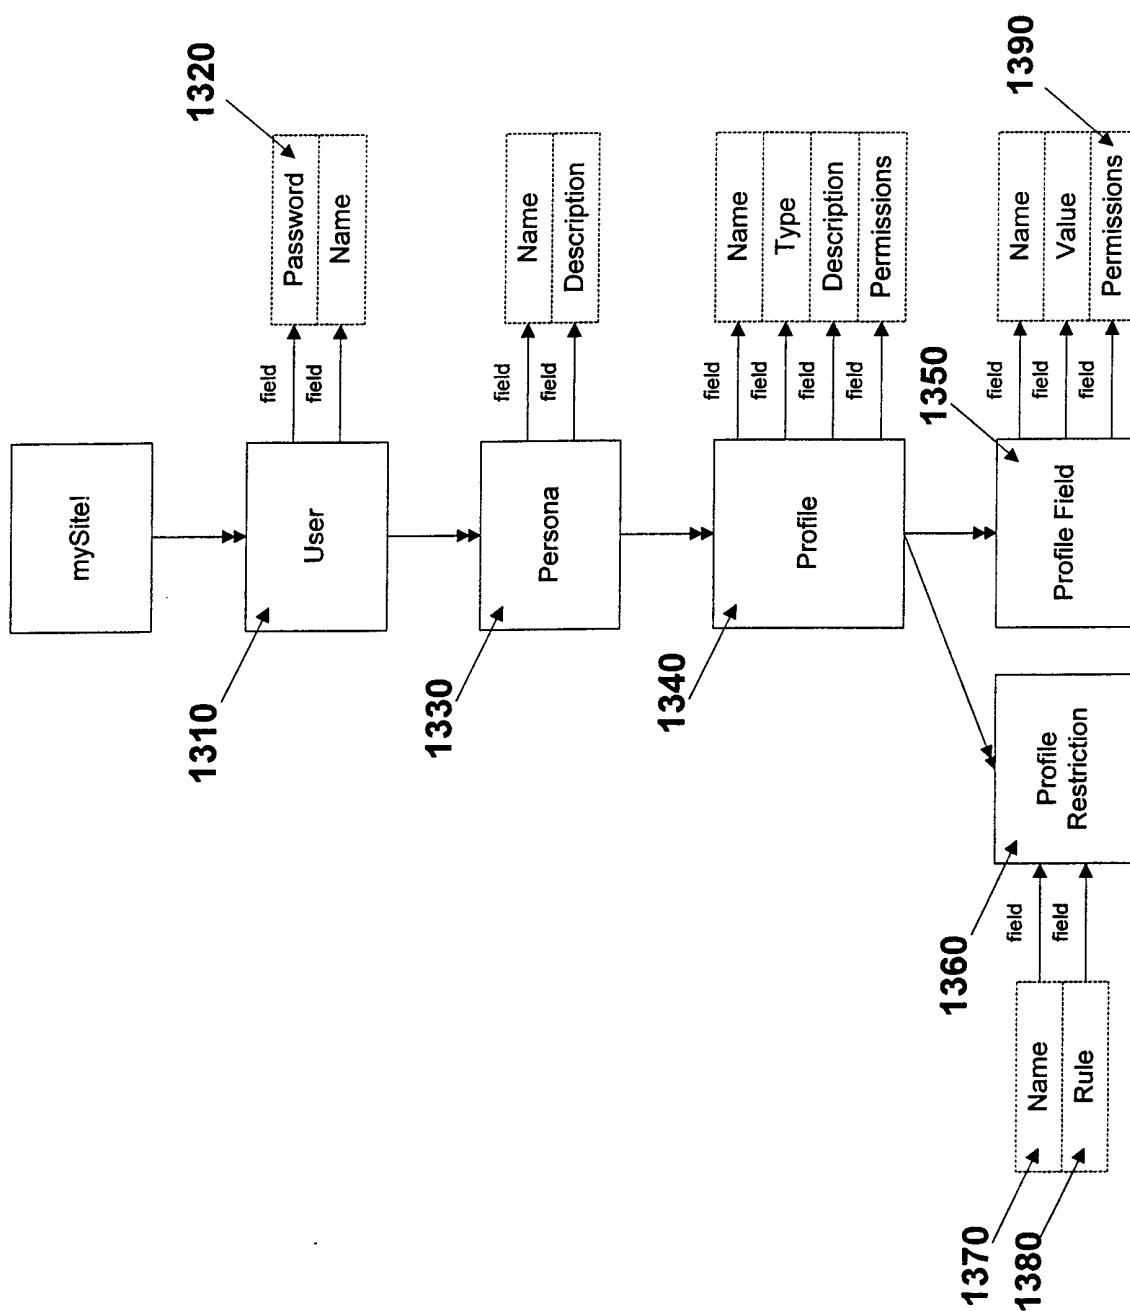 mySite!
1310
1320
User
field
Password
field
Name
1330
Persona
field
Name
field
Description
1340
Profile
field
Name
field
Type
field
Description
field
Permissions
1370
1380
Name
Rule
field
field
1360
Profile
Restriction
1350
Profile Field
field
Name
field
Value
field
Permissions
1390